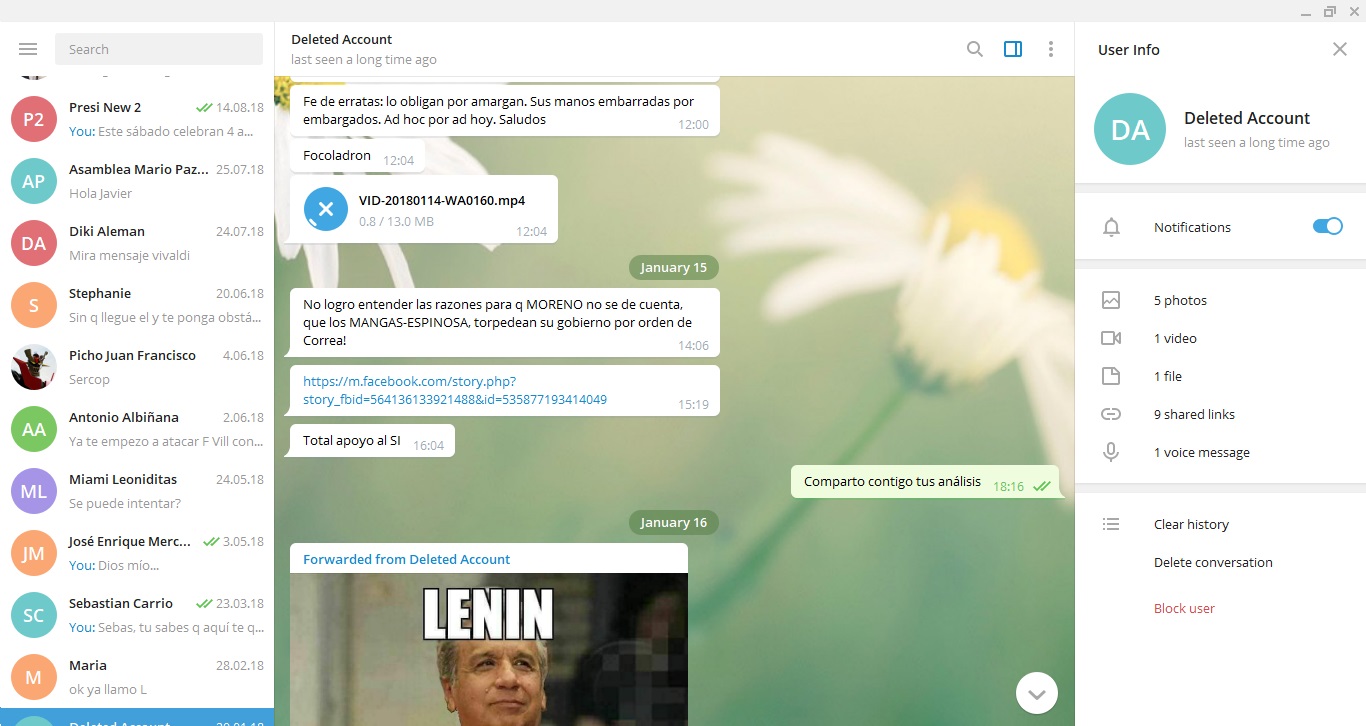 Search
Presi New 2
14.08.18
You: Este sábado celebran 4 a...
P2
Asamblea Mario Paz...
25.07.18
Hola Javier
AP
Diki Aleman
24.07.18
Mira mensaje vivaldi
DA
Stephanie
20.06.18
Sin q llegue el y te ponga obstá...
S
Picho Juan Francisco
4.06.18
Sercop
Antonio Albiñana
2.06.18
Ya te empezo a atacar F Vill con...
AA
Miami Leoniditas
24.05.18
Se puede intentar?
ML
José Enrique Merc...
3.05.18
You: Dios mío...
JM
Sebastian Carrio
23.03.18
You: Sebas, tu sabes q aquí te q...
SC
Maria
28.02.18
ok ya llamo L
M
Deleted Account
Deleted Account
last seen a long time ago
Fe de erratas: lo obligan por amargan. Sus manos embarradas por
embargados. Ad hoc por ad hoy. Saludos
12:00
Focoladron
12:04
VID-20180114-WA0160.mp4
0.8 / 13.0 MB
12:04
January 15
No logro entender las razones para q MORENO no se de cuenta,
que los MANGAS-ESPINOSA, torpedean su gobierno por orden de
Correa!
14:06
https://m.facebook.com/story.php?
story_fbid=564136133921488&id=535877193414049
15:19
Total apoyo al SI
16:04
Comparto contigo tus análisis
18:16
January 16
Forwarded from Deleted Account
LENIN
User Info
DA
Deleted Account
last seen a long time ago
Notifications
5 photos
1 video
1 file
9 shared links
1 voice message
Clear history
Delete conversation
Block user